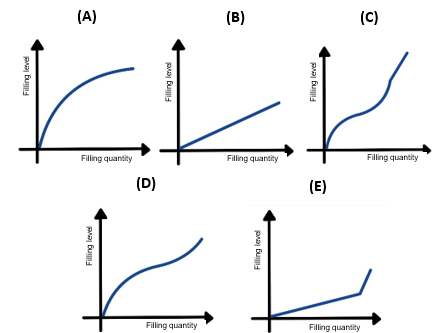 (A)
Filling level
Filling quantity
(B)
Filling level
Filling quantity
(C)
Filling level
Filling quantity
(D)
Filling level
Filling quantity
(E)
Filling level
Filling quantity